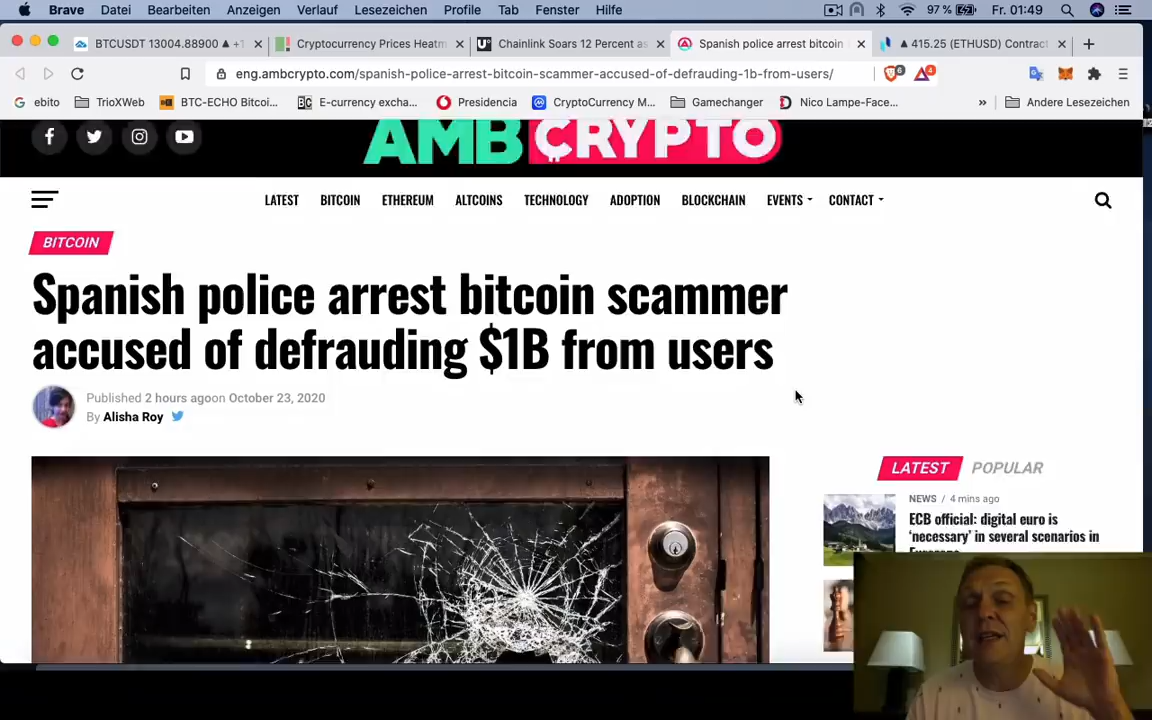 Brave Datei Bearbeiten Anzeigen Verlauf Lesezeichen Profile Tab Fenster Hilfe 97 % Fr. 01:49
BTCUSDT 13004.88900 ▲ +1 × Cryptocurrency Prices Heatm × Chainlink Soars 12 Percent as × Spanish police arrest bitcoin × ▲ 415.25 (ETHUSD) Contract × +
eng.ambcrypto.com/spanish-police-arrest-bitcoin-scammer-accused-of-defrauding-1b-from-users/ 6 4
ebito TrioXWeb BTC-ECHO Bitcoi... E-currency excha... Presidencia CryptoCurrency M... Gamechanger Nico Lampe-Face... » Andere Lesezeichen
AMBCRYPTO
LATEST BITCOIN ETHEREUM ALTCOINS TECHNOLOGY ADOPTION BLOCKCHAIN EVENTS CONTACT
BITCOIN
Spanish police arrest bitcoin scammer
accused of defrauding $1B from users
Published 2 hours agoon October 23, 2020
By Alisha Roy
LATEST POPULAR
NEWS / 4 mins ago
ECB official: digital euro is
‘necessary’ in several scenarios in